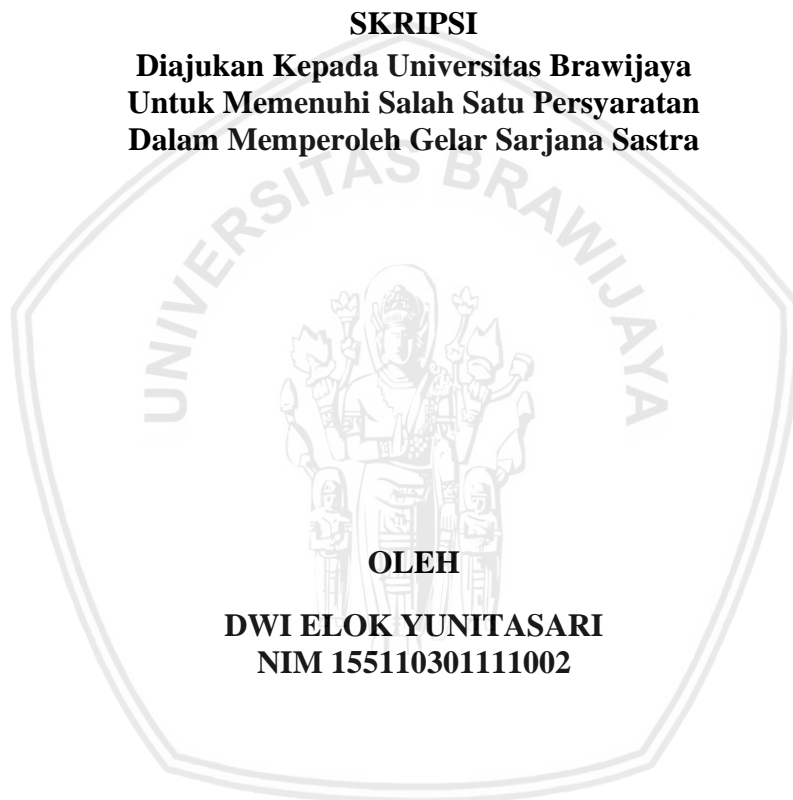 SKRIPSI
Diajukan Kepada Universitas Brawijaya
Untuk Memenuhi Salah Satu Persyaratan
Dalam Memperoleh Gelar Sarjana Sastra
UNIVERSITAS BRAWIJAYA
OLEH
DWI ELOK YUNITASARI
NIM 155110301111002